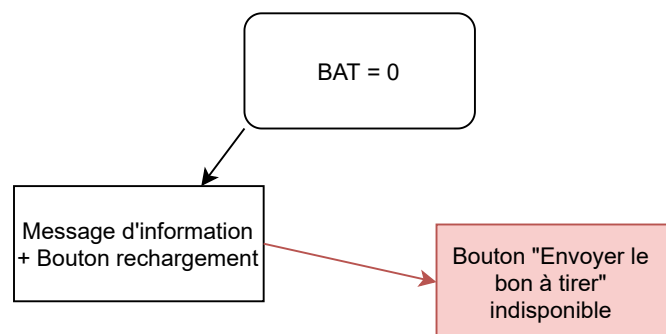 BAT = 0
Message d'information
+ Bouton rechargement
Bouton "Envoyer le
bon à tirer"
indisponible